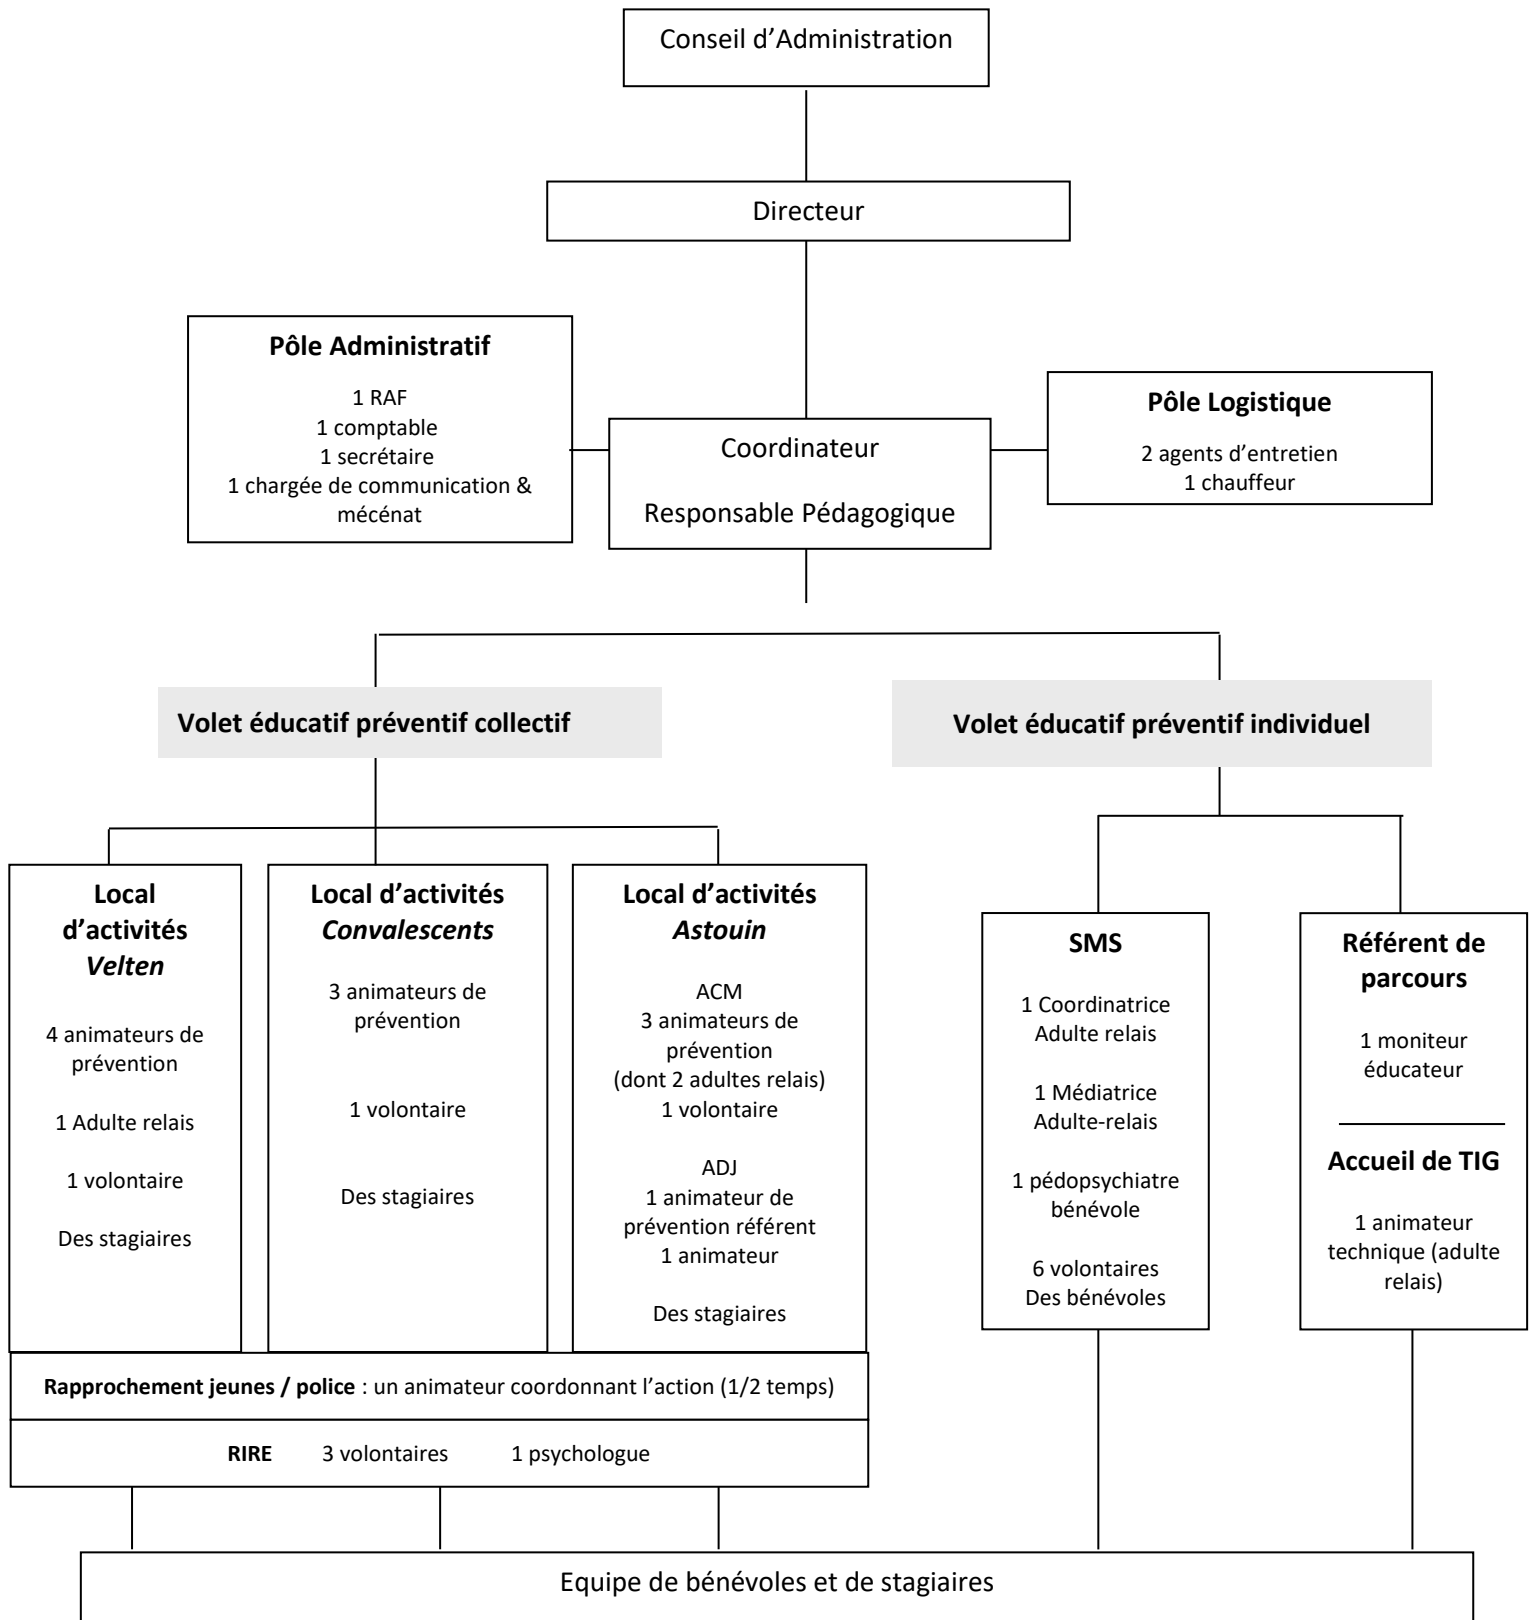 Conseil d’Administration
Directeur
Pôle Administratif
1 RAF
1 comptable
1 secrétaire
1 chargée de communication &
mécénat
Coordinateur
Responsable Pédagogique
Pôle Logistique
2 agents d’entretien
1 chauffeur
Volet éducatif préventif collectif
Volet éducatif préventif individuel
Local
d’activités
Velten
4 animateurs de
prévention
1 Adulte relais
1 volontaire
Des stagiaires
Local d’activités
Convalescents
3 animateurs de
prévention
1 volontaire
Des stagiaires
Local d’activités
Astouin
ACM
3 animateurs de
prévention
(dont 2 adultes relais)
1 volontaire
ADJ
1 animateur de
prévention référent
1 animateur
Des stagiaires
SMS
1 Coordinatrice
Adulte relais
1 Médiatrice
Adulte-relais
1 pédopsychiatre
bénévole
6 volontaires
Des bénévoles
Référent de
parcours
1 moniteur
éducateur
Accueil de TIG
1 animateur
technique (adulte
relais)
Rapprochement jeunes / police : un animateur coordonnant l’action (1/2 temps)
RIRE 3 volontaires 1 psychologue
Equipe de bénévoles et de stagiaires